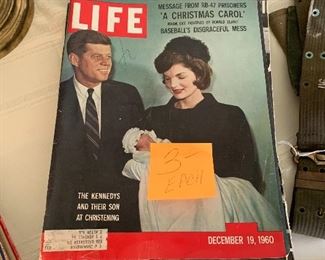 LIFE
MESSAGE FROM RB-47 PRISONERS
'A CHRISTMAS CAROL'
BASEBALL'S DISGRACEFUL MESS
3-
EACH
THE KENNEDYS
AND THEIR SON
AT CHRISTENING
DECEMBER 19, 1960